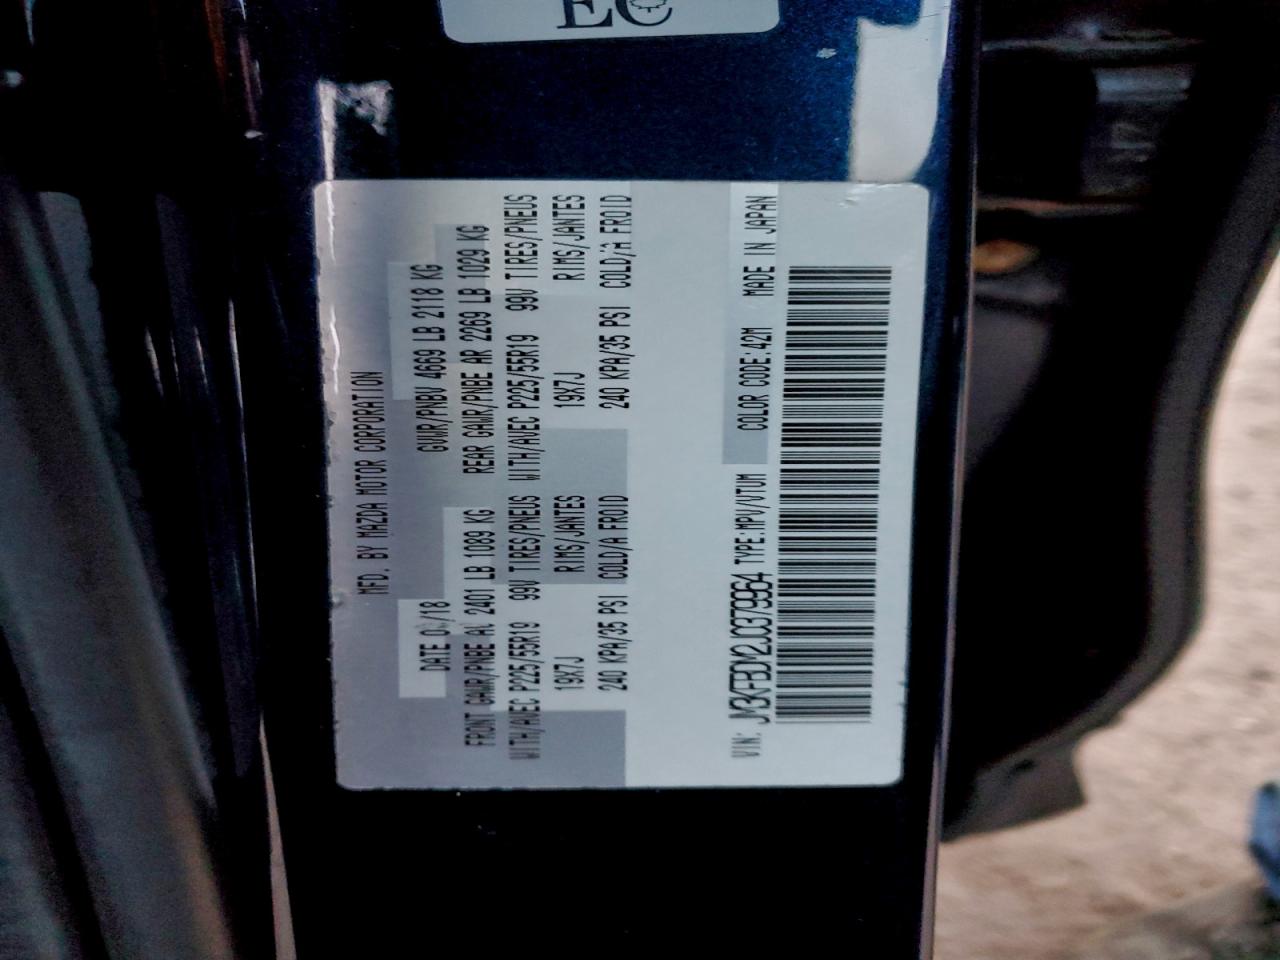 EC
MFD. BY MAZDA MOTOR CORPORATION
GVWR/PNBV 4669 LB 2118 KG
FRONT GAWR/PNBE AV 2401 LB 1089 KG REAR GAWR/PNBE AR 2269 LB 1029 KG
WITH/AVEC P225/55R19 99V TIRES/PNEUS WITH/AVEC P225/55R19 99V TIRES/PNEUS
19X7J RIMS/JANTES 19X7J RIMS/JANTES
240 KPA/35 PSI COLD/A FROID 240 KPA/35 PSI COLD/A FROID
VIN: JM3KFBDM2J0379964 TYPE:MPV/VTUM COLOR CODE:42M MADE IN JAPAN